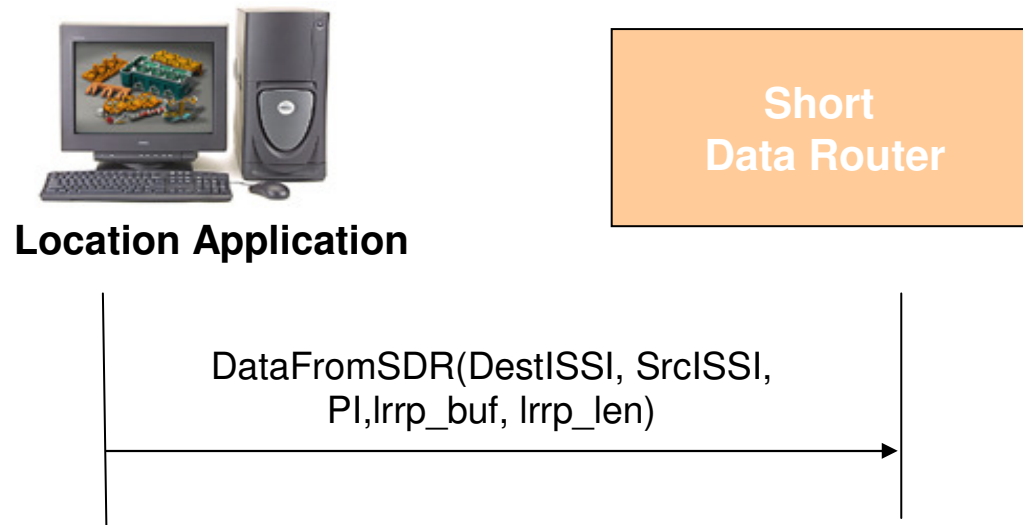 Short
Data Router
Location Application
DataFromSDR(DestISSI, SrcISSI,
PI,lrrp_buf, lrrp_len)